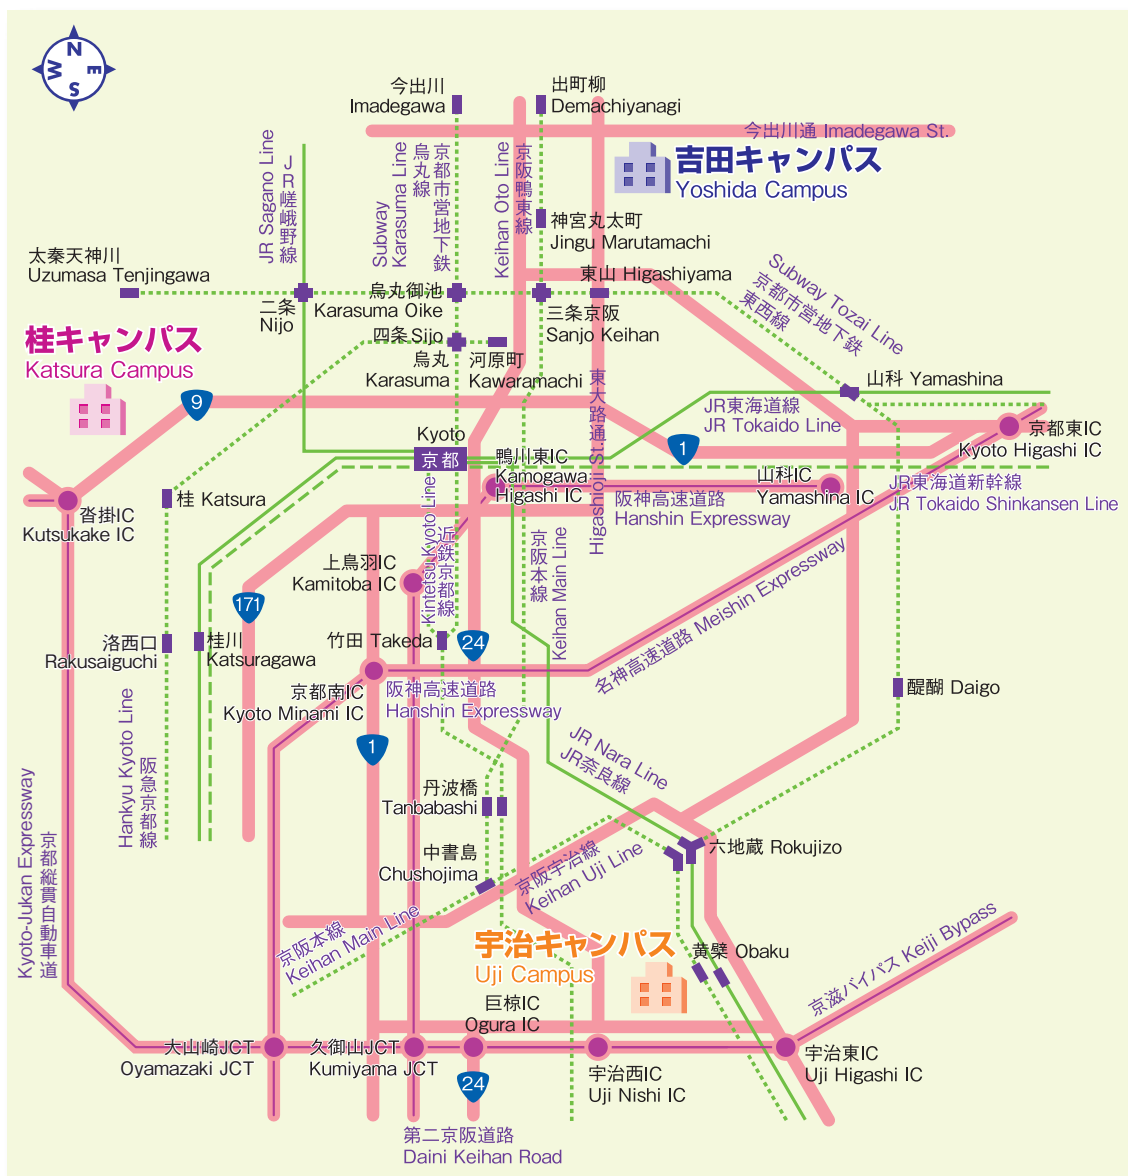 N
E
S
W
今出川
Imadegawa
出町柳
Demachiyanagi
今出川通 Imadegawa St.
吉田キャンパス
Yoshida Campus
JR Sagano Line
ＪＲ嵯峨野線
Subway
Karasuma Line
烏丸線
京都市営地下鉄
Keihan Oto Line
京阪鴨東線
神宮丸太町
Jingu Marutamachi
太秦天神川
Uzumasa Tenjingawa
二条
Nijo
烏丸御池
Karasuma Oike
三条京阪
Sanjo Keihan
東山 Higashiyama
Subway Tozai Line
京都市営地下鉄
東西線
四条 Sijo
烏丸
Karasuma
河原町
Kawaramachi
桂キャンパス
Katsura Campus
9
東大路通
Higashioji St.
山科 Yamashina
JR東海道線
JR Tokaido Line
京都東IC
Kyoto Higashi IC
1
Kyoto
京都
鴨川東IC
Kamogawa
Higashi IC
山科IC
Yamashina IC
阪神高速道路
Hanshin Expressway
JR東海道新幹線
JR Tokaido Shinkansen Line
沓掛IC
Kutsukake IC
桂 Katsura
上鳥羽IC
Kamitoba IC
Kintetsu Kyoto Line
近鉄京都線
京阪本線
Keihan Main Line
名神高速道路 Meishin Expressway
171
洛西口
Rakusaiguchi
桂川
Katsuragawa
竹田 Takeda
24
京都南IC
Kyoto Minami IC
阪神高速道路
Hanshin Expressway
醍醐 Daigo
1
Hankyu Kyoto Line
阪急京都線
JR Nara Line
JR奈良線
丹波橋
Tanbabashi
六地蔵 Rokujizo
中書島
Chushojima
京阪宇治線
Keihan Uji Line
Kyoto-Jukan Expressway
京都縦貫自動車道
京阪本線
Keihan Main Line
宇治キャンパス
Uji Campus
黄檗 Obaku
京滋バイパス Keiji Bypass
巨椋IC
Ogura IC
大山崎JCT
Oyamazaki JCT
久御山JCT
Kumiyama JCT
宇治西IC
Uji Nishi IC
宇治東IC
Uji Higashi IC
24
第二京阪道路
Daini Keihan Road